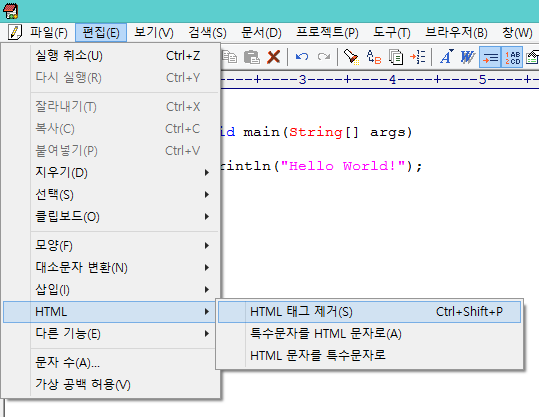 파일(F) 편집(E) 보기(V) 검색(S) 문서(D) 프로젝트(P) 도구(T) 브라우저(B) 창(W)
실행 취소(U) Ctrl+Z
다시 실행(R) Ctrl+Y
잘라내기(T) Ctrl+X
복사(C) Ctrl+C
붙여넣기(P) Ctrl+V
지우기(D)
선택(S)
클립보드(O)
모양(F)
대소문자 변환(N)
삽입(I)
HTML
다른 기능(E)
문자 수(A)...
가상 공백 허용(V)
HTML 태그 제거(S) Ctrl+Shift+P
특수문자를 HTML 문자로(A)
HTML 문자를 특수문자로
A W 1AB 2CD
----+----3----+----4----+----5----+-
id main(String[] args)
rintln("Hello World!");